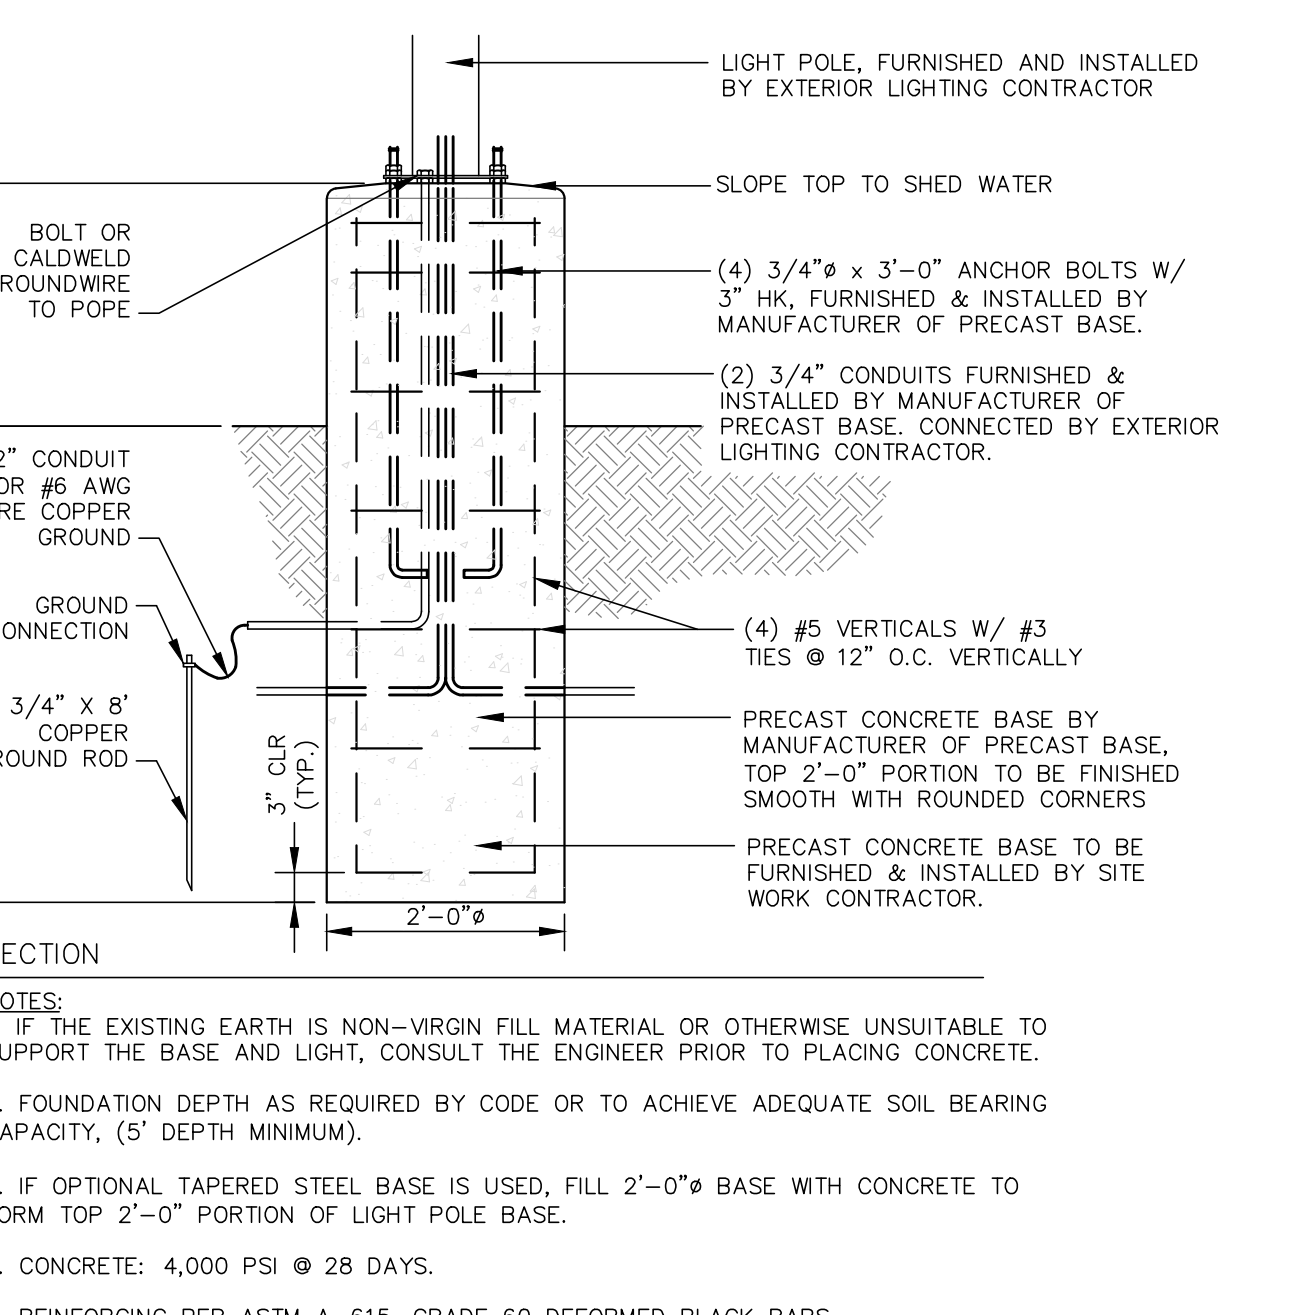 LIGHT POLE, FURNISHED AND INSTALLED
BY EXTERIOR LIGHTING CONTRACTOR
SLOPE TOP TO SHED WATER
BOLT OR
CALDWELD
ROUNDWIRE
TO POPE
(4) 3/4"ø x 3'-0" ANCHOR BOLTS W/
3" HK, FURNISHED & INSTALLED BY
MANUFACTURER OF PRECAST BASE.
(2) 3/4" CONDUITS FURNISHED &
INSTALLED BY MANUFACTURER OF
PRECAST BASE. CONNECTED BY EXTERIOR
LIGHTING CONTRACTOR.
2" CONDUIT
OR #6 AWG
RE COPPER
GROUND
GROUND
ONNECTION
(4) #5 VERTICALS W/ #3
TIES @ 12" O.C. VERTICALLY
3/4" X 8'
COPPER
ROUND ROD
3" CLR
(TYP.)
PRECAST CONCRETE BASE BY
MANUFACTURER OF PRECAST BASE,
TOP 2'-0" PORTION TO BE FINISHED
SMOOTH WITH ROUNDED CORNERS
PRECAST CONCRETE BASE TO BE
FURNISHED & INSTALLED BY SITE
WORK CONTRACTOR.
2'-0"ø
ECTION
OTES:
IF THE EXISTING EARTH IS NON-VIRGIN FILL MATERIAL OR OTHERWISE UNSUITABLE TO
UPPORT THE BASE AND LIGHT, CONSULT THE ENGINEER PRIOR TO PLACING CONCRETE.
. FOUNDATION DEPTH AS REQUIRED BY CODE OR TO ACHIEVE ADEQUATE SOIL BEARING
APACITY, (5' DEPTH MINIMUM).
. IF OPTIONAL TAPERED STEEL BASE IS USED, FILL 2'-0"ø BASE WITH CONCRETE TO
ORM TOP 2'-0" PORTION OF LIGHT POLE BASE.
. CONCRETE: 4,000 PSI @ 28 DAYS.
REINFORCING PER ASTM A-615, GRADE 60 DEFORMED BLACK BARS